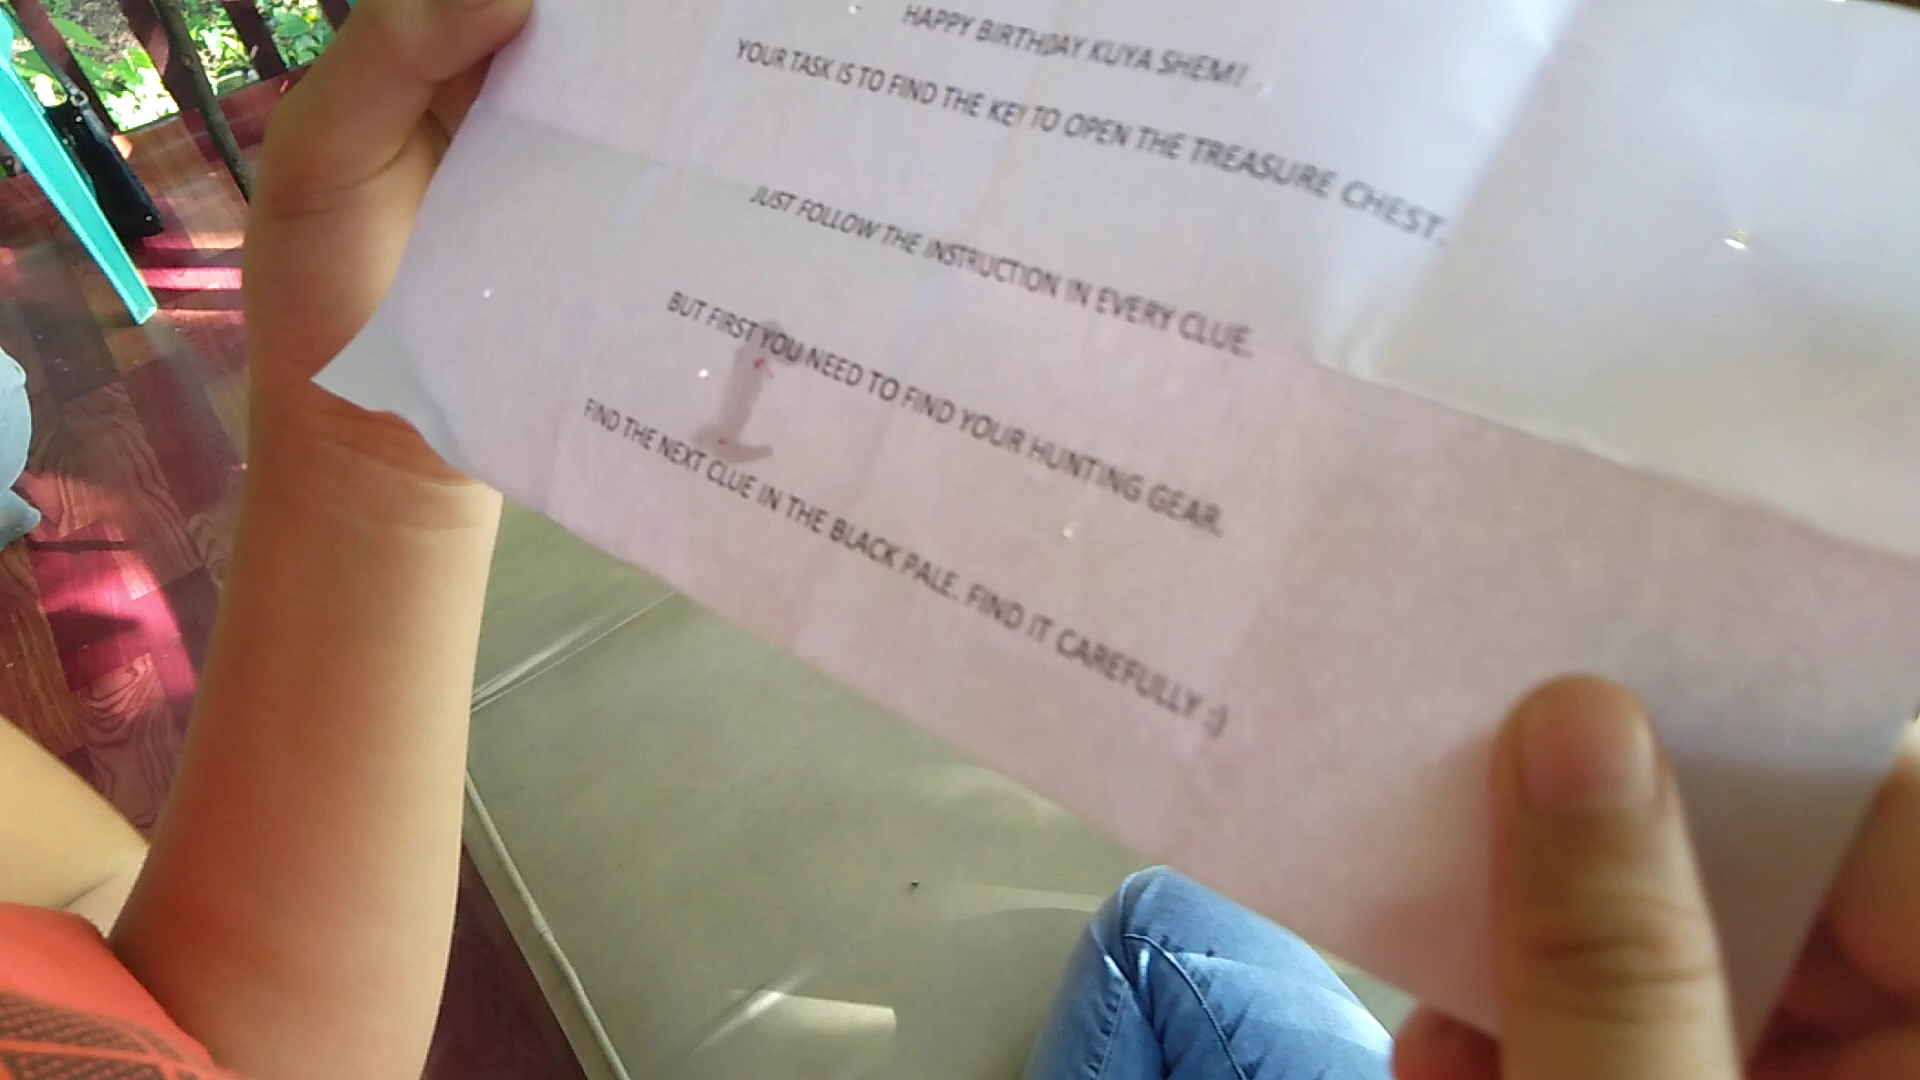 HAPPY BIRTHDAY KUYA SHEM!
YOUR TASK IS TO FIND THE KEY TO OPEN THE TREASURE CHEST.
JUST FOLLOW THE INSTRUCTION IN EVERY CLUE.
BUT FIRST YOU NEED TO FIND YOUR HUNTING GEAR.
FIND THE NEXT CLUE IN THE BLACK PALE. FIND IT CAREFULLY :)